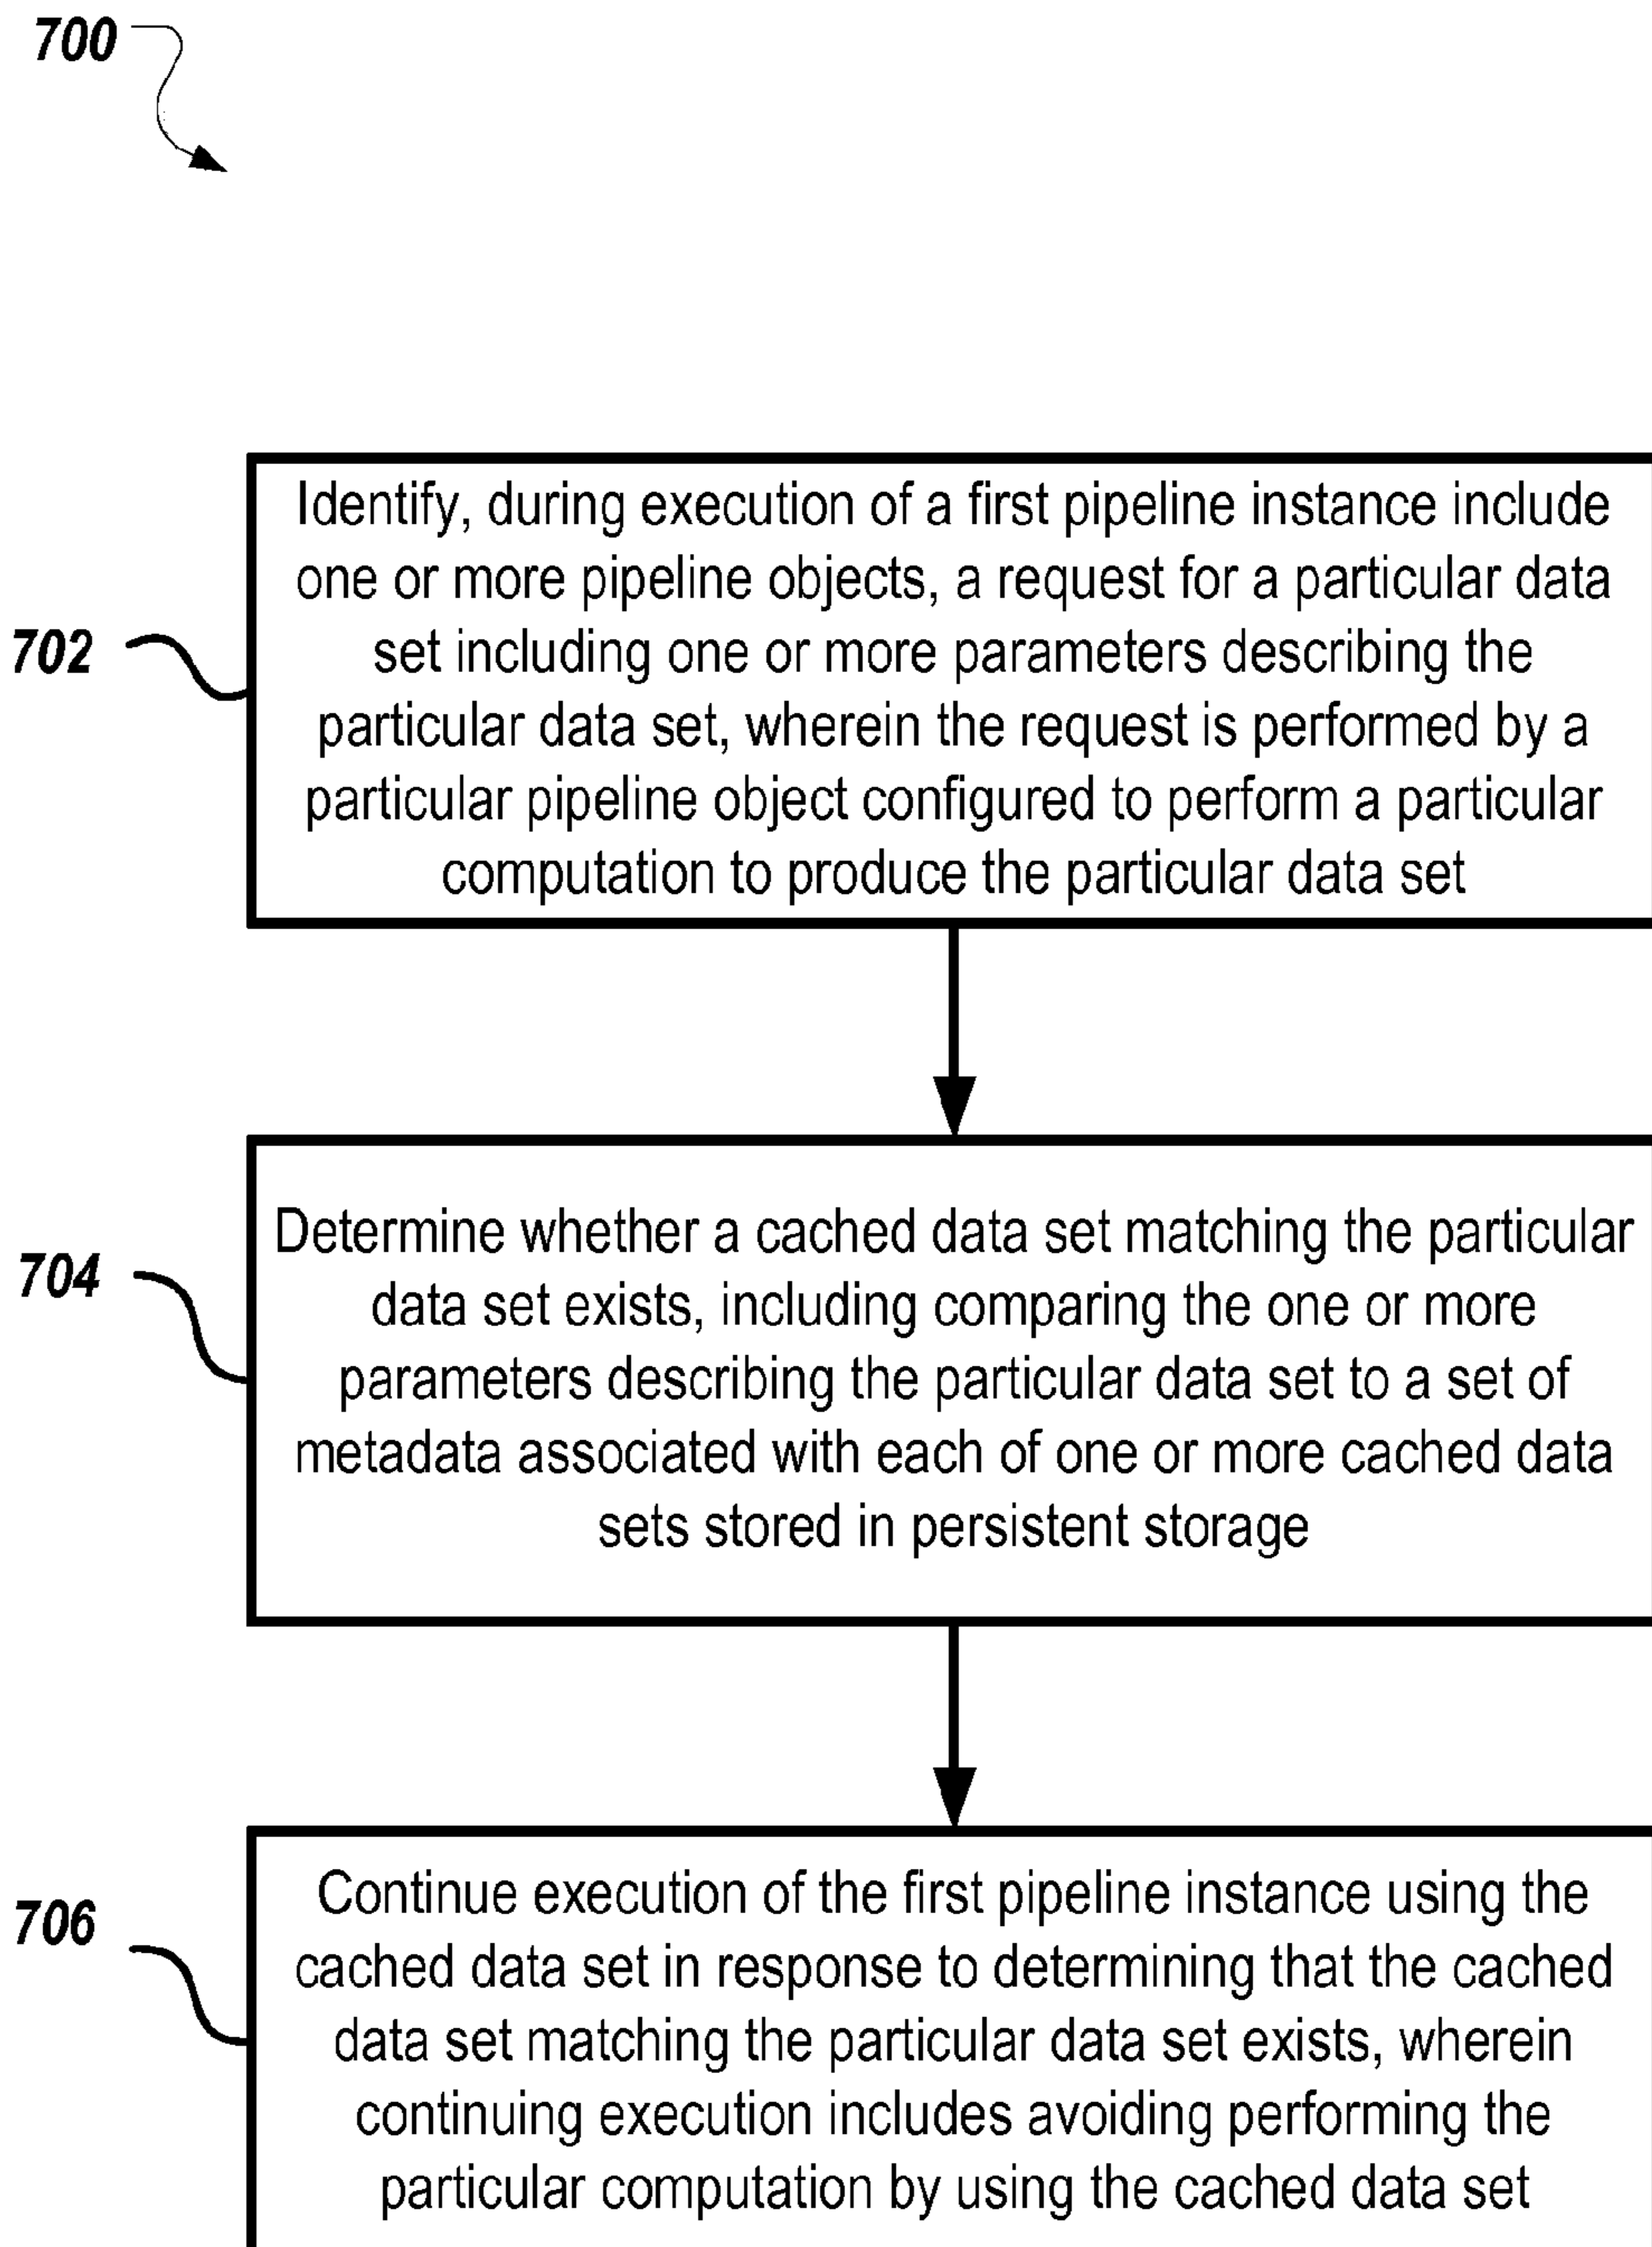 700
Identify, during execution of a first pipeline instance include
one or more pipeline objects, a request for a particular data
set including one or more parameters describing the
particular data set, wherein the request is performed by a
particular pipeline object configured to perform a particular
computation to produce the particular data set
702
Determine whether a cached data set matching the particular
data set exists, including comparing the one or more
parameters describing the particular data set to a set of
metadata associated with each of one or more cached data
sets stored in persistent storage
704
Continue execution of the first pipeline instance using the
cached data set in response to determining that the cached
data set matching the particular data set exists, wherein
continuing execution includes avoiding performing the
particular computation by using the cached data set
706